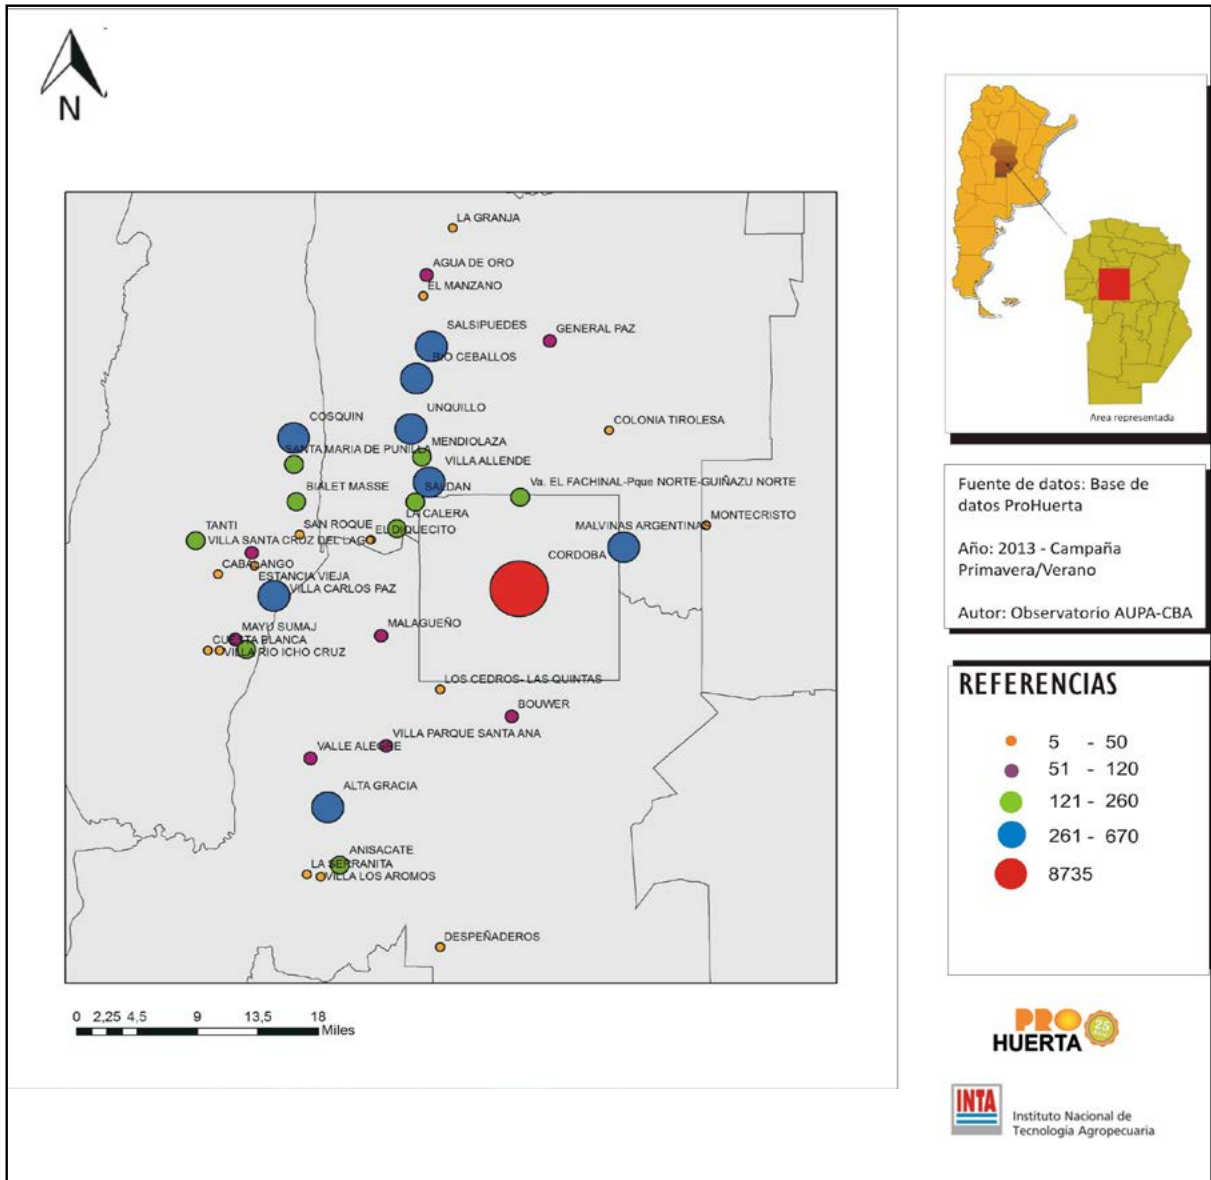 N
LA GRANJA
AGUA DE ORO
EL MANZANO
SALSIPUEDES
GENERAL PAZ
RIO CEBALLOS
UNQUILLO
COSQUIN
COLONIA TIROLESA
MENDIOLAZA
SANTA MARIA DE PUNILLA
VILLA ALLENDE
Va. EL FACHINAL-Pque NORTE-GUIÑAZU NORTE
BIALET MASSE
SALDAN
LA CALERA
MONTECRISTO
TANTI
SAN ROQUE
EL DIQUECITO
MALVINAS ARGENTINAS
VILLA SANTA CRUZ DEL LAGO
CORDOBA
CABALANGO
ESTANCIA VIEJA
VILLA CARLOS PAZ
MAYU SUMAJ
MALAGUEÑO
CUESTA BLANCA
VILLA RIO ICHO CRUZ
LOS CEDROS- LAS QUINTAS
BOUWER
VILLA PARQUE SANTA ANA
VALLE ALEGRE
ALTA GRACIA
ANISACATE
LA SERRANITA
VILLA LOS AROMOS
DESPEÑADEROS
0 2,25 4,5 9 13,5 18
Miles
Area representada
Fuente de datos: Base de
datos ProHuerta
Año: 2013 - Campaña
Primavera/Verano
Autor: Observatorio AUPA-CBA
REFERENCIAS
5 - 50
51 - 120
121 - 260
261 - 670
8735
PRO
HUERTA
25
INTA
Instituto Nacional de
Tecnología Agropecuaria